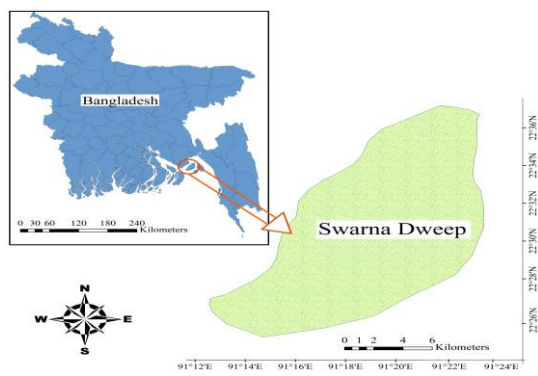 Bangladesh
0 30 60 120 180 240
Kilometers
Swarna Dweep
22°36'N
22°34'N
22°32'N
22°30'N
22°28'N
22°26'N
N
W E
S
0 1 2 4 6
Kilometers
91°12'E 91°14'E 91°16'E 91°18'E 91°20'E 91°22'E 91°24'E